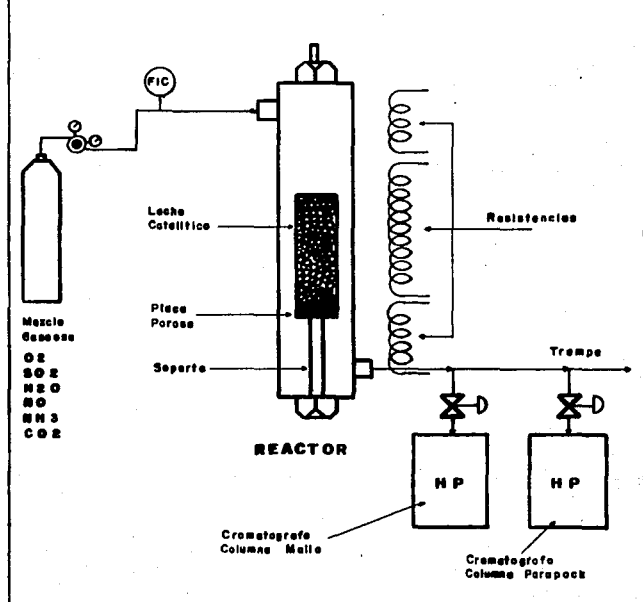 FIC
Lecho
Catalitico
Resistencias
Placa
Porosa
Mezcla
Gaseosa
O2
SO2
H2O
NO
NH3
CO2
Soporte
Trampa
REACTOR
HP
HP
Cromatografo
Columna Malla
Cromatografo
Columna Parapack